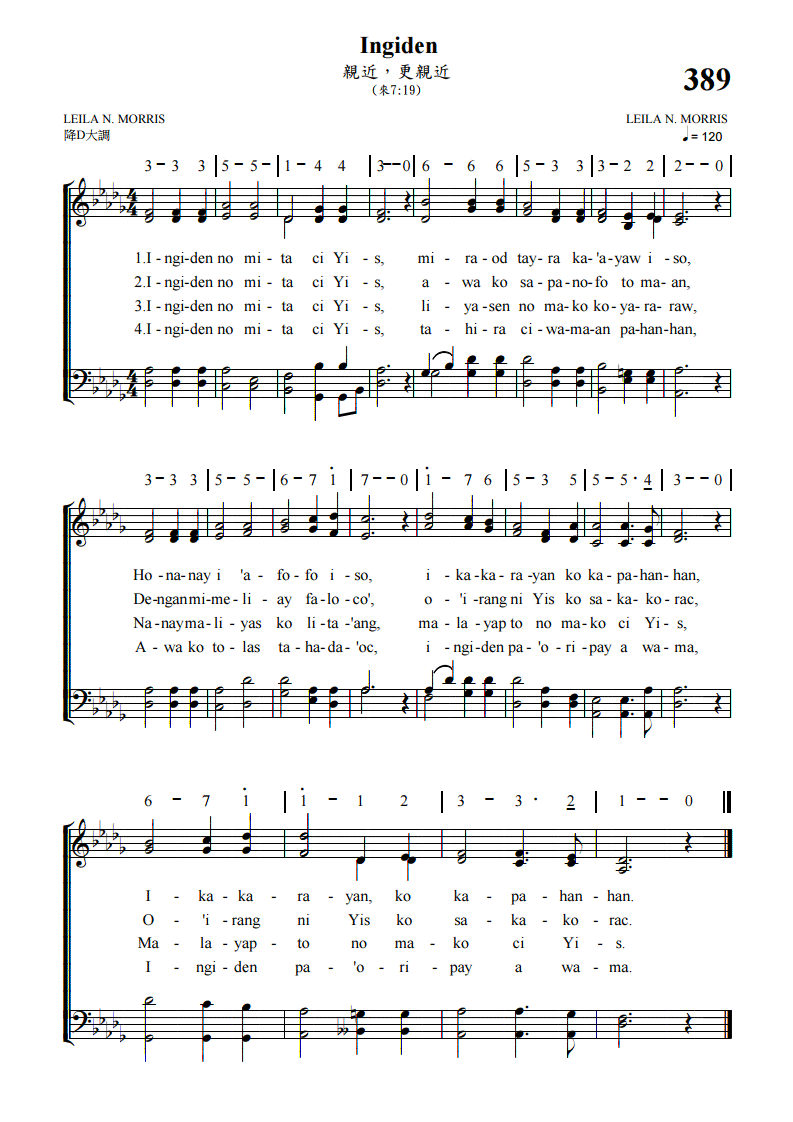 Ingiden
親近，更親近
（來7:19）
389
LEILA N. MORRIS
LEILA N. MORRIS
降D大調
♩= 120
3 - 3 3 | 5 - 5 - | 1 - 4 4 | 3 - - 0 | 6 - 6 6 | 5 - 3 3 | 3 - 2 2 | 2 - - 0 |
1.I - ngi-den no mi - ta ci Yi - s, mi - ra-od tay-ra ka-'a-yaw i - so,
2.I - ngi-den no mi - ta ci Yi - s, a - wa ko sa-pa-no-fo to ma-an,
3.I - ngi-den no mi - ta ci Yi - s, li - ya-sen no ma-ko ko-ya-ra-raw,
4.I - ngi-den no mi - ta ci Yi - s, ta - hi-ra ci-wa-ma-an pa-han-han,
3 - 3 3 | 5 - 5 - | 6 - 7 i | 7 - - 0 | i - 7 6 | 5 - 3 5 | 5 - 5 · 4 | 3 - - 0 |
Ho-na-nay i 'a - fo-fo i-so, i - ka-ka-ra-yan ko ka-pa-han-han,
De-nganmi-me-li - ay fa-lo-co', o - 'i-rang ni Yis ko sa-ka-ko-rac,
Na-nayma-li-yas ko li-ta-'ang, ma-la-yap to no ma-ko ci Yi-s,
A-wa ko to-las ta-ha-da-'oc, i - ngi-den pa-'o-ri-pay a wa-ma,
6 - 7 i | i - 1 2 | 3 - 3 · 2 | 1 - - 0 ‖
I - ka-ka - ra - yan, ko ka - pa - han-han.
O - 'i - rang ni Yis ko sa - ka - ko - rac.
Ma - la-yap - to no ma - ko ci Yi - s.
I - ngi - den pa - 'o - ri - pay a wa - ma.